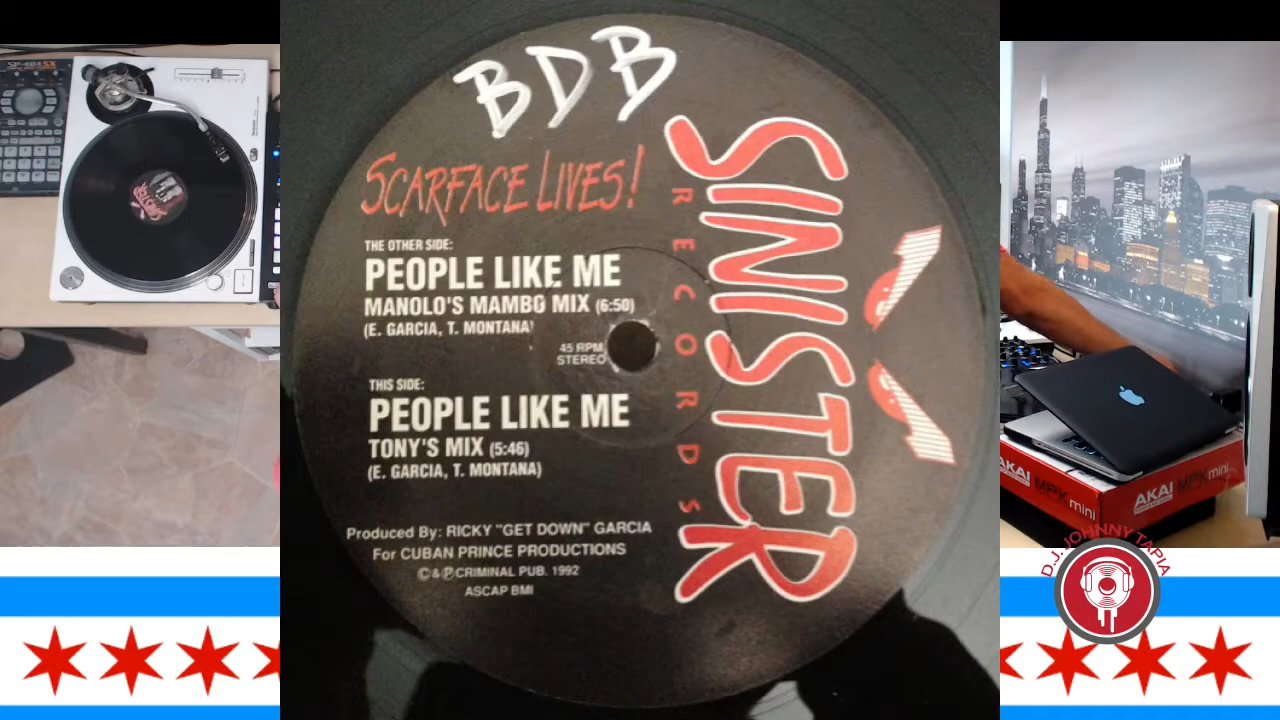 SP-404SX
BDB
SCARFACE LIVES!
THE OTHER SIDE:
PEOPLE LIKE ME
MANOLO'S MAMBO MIX (6:50)
(E. GARCIA, T. MONTANA)
45 RPM
STEREO
THIS SIDE:
PEOPLE LIKE ME
TONY'S MIX (5:46)
(E. GARCIA, T. MONTANA)
Produced By: RICKY "GET DOWN" GARCIA
For CUBAN PRINCE PRODUCTIONS
©&℗CRIMINAL PUB. 1992
ASCAP BMI
SINISTER
RECORDS
AKAI
MPK mini
AKAI
MPK mini
D.J. JOHNNY TAPIA